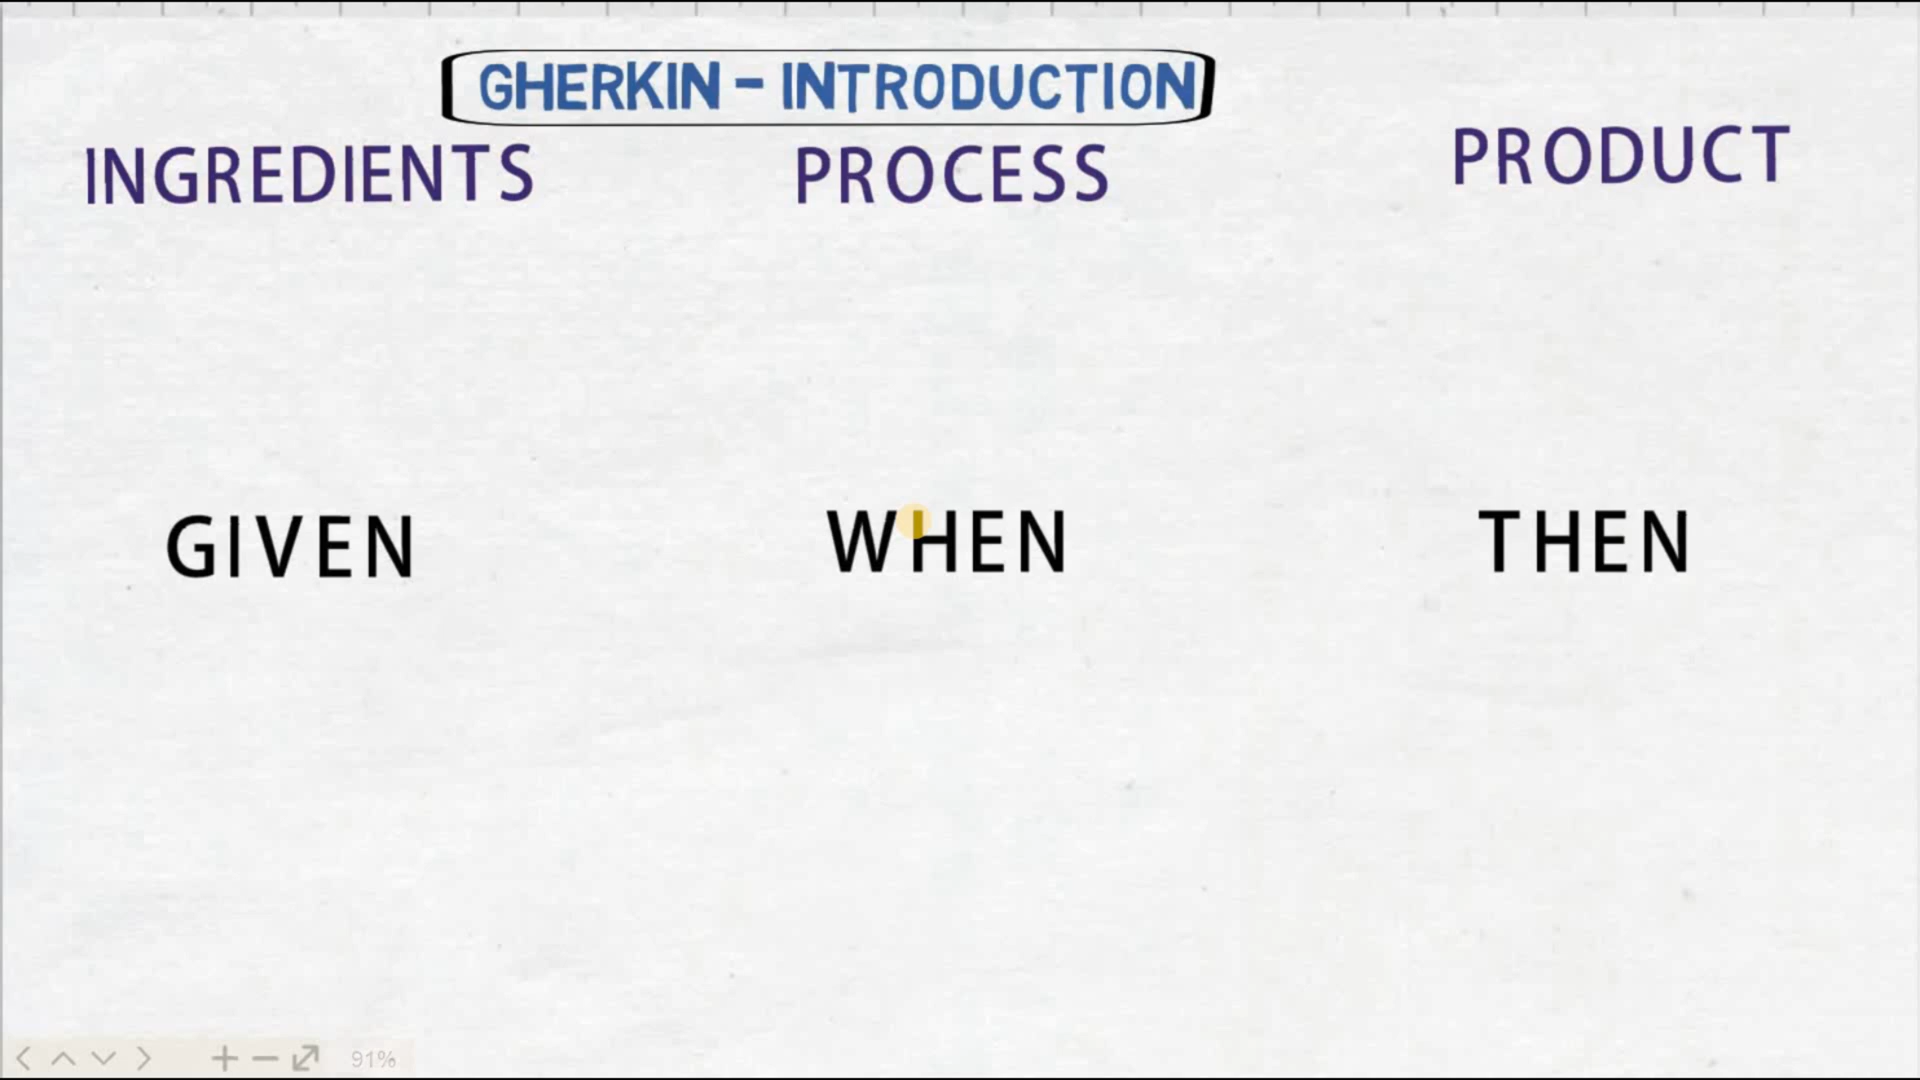 GHERKIN - INTRODUCTION
INGREDIENTS PROCESS PRODUCT
GIVEN WHEN THEN
91%